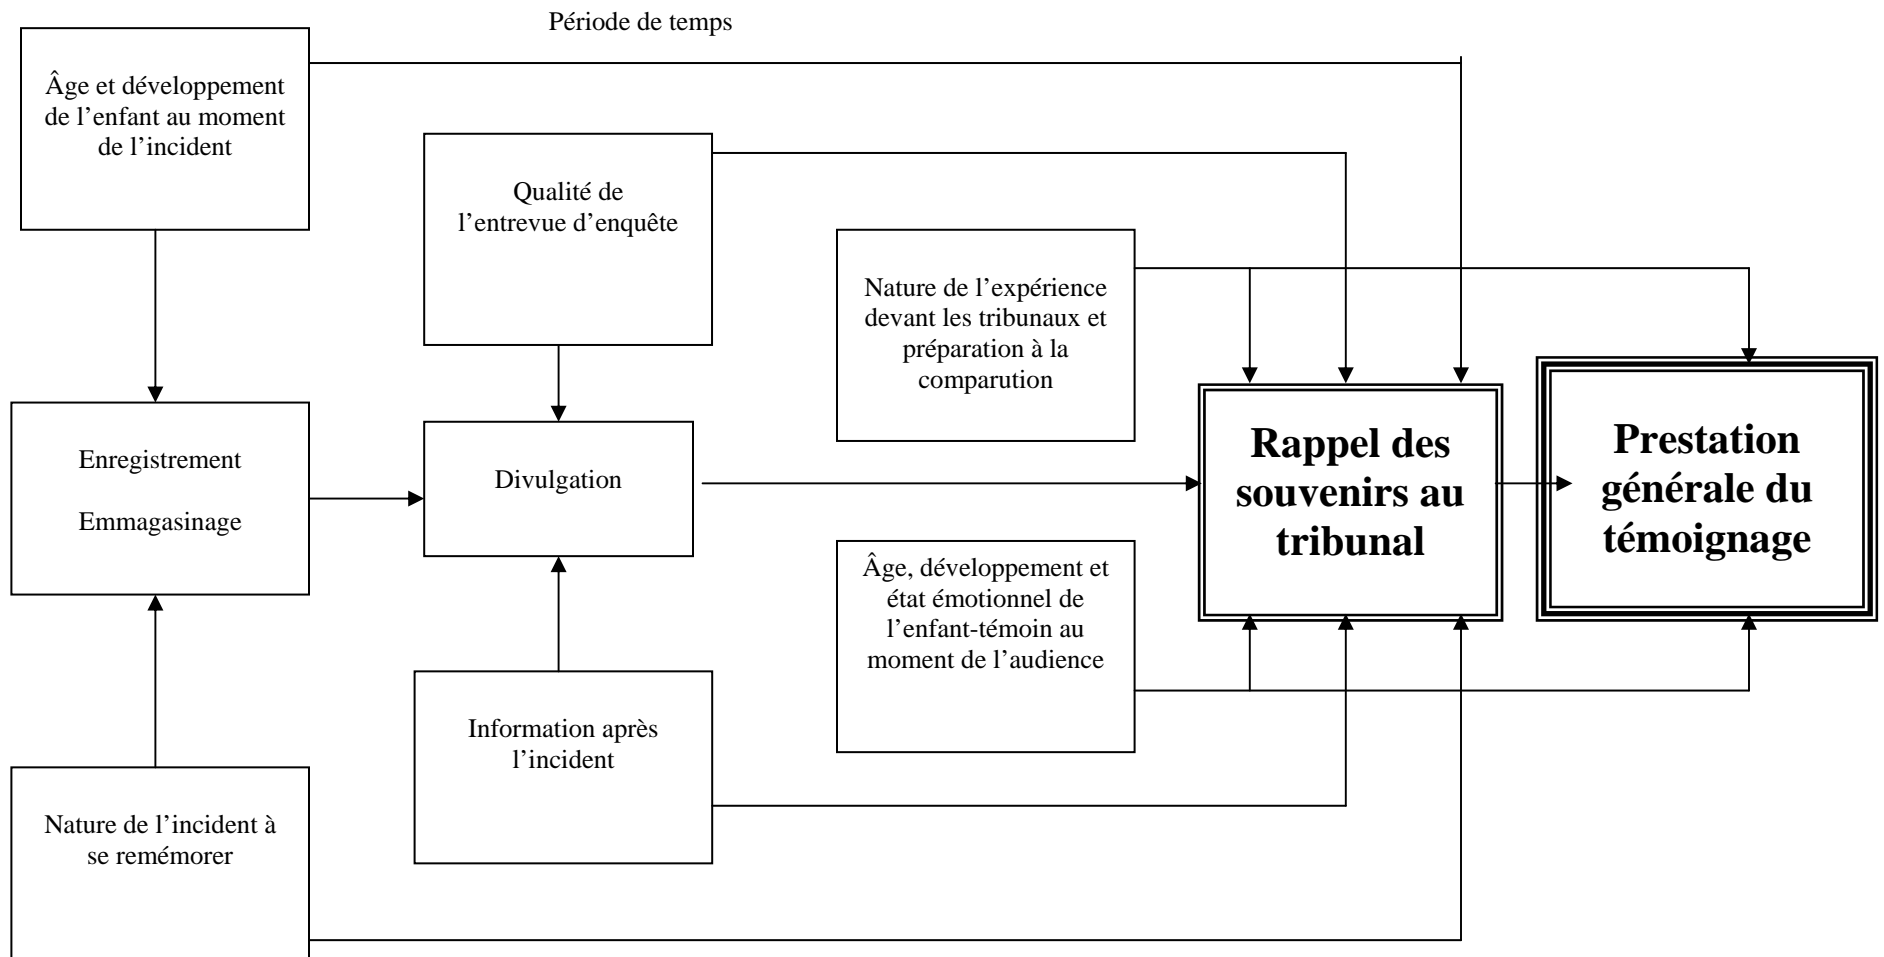 Période de temps
Âge et développement
de l’enfant au moment
de l’incident
Qualité de
l’entrevue d’enquête
Nature de l’expérience
devant les tribunaux et
préparation à la
comparution
Enregistrement
Emmagasinage
Divulgation
Rappel des
souvenirs au
tribunal
Prestation
générale du
témoignage
Âge, développement et
état émotionnel de
l’enfant-témoin au
moment de l’audience
Information après
l’incident
Nature de l’incident à
se remémorer